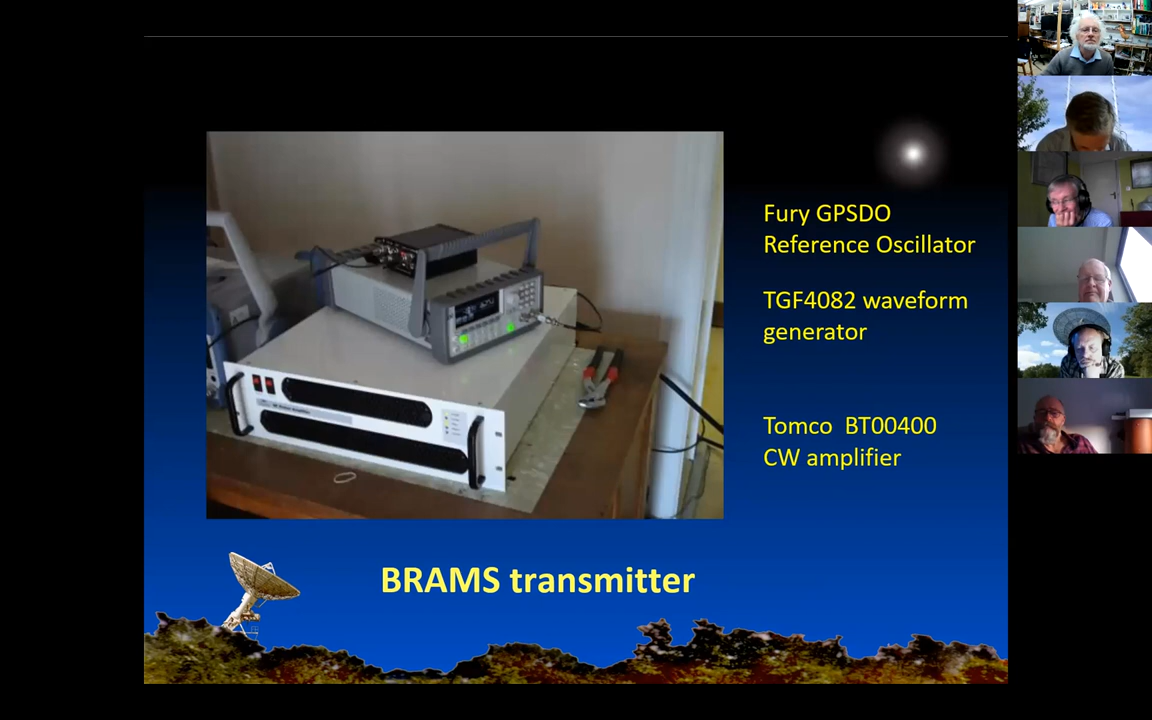 Fury GPSDO
Reference Oscillator
TGF4082 waveform
generator
Tomco BT00400
CW amplifier
BRAMS transmitter